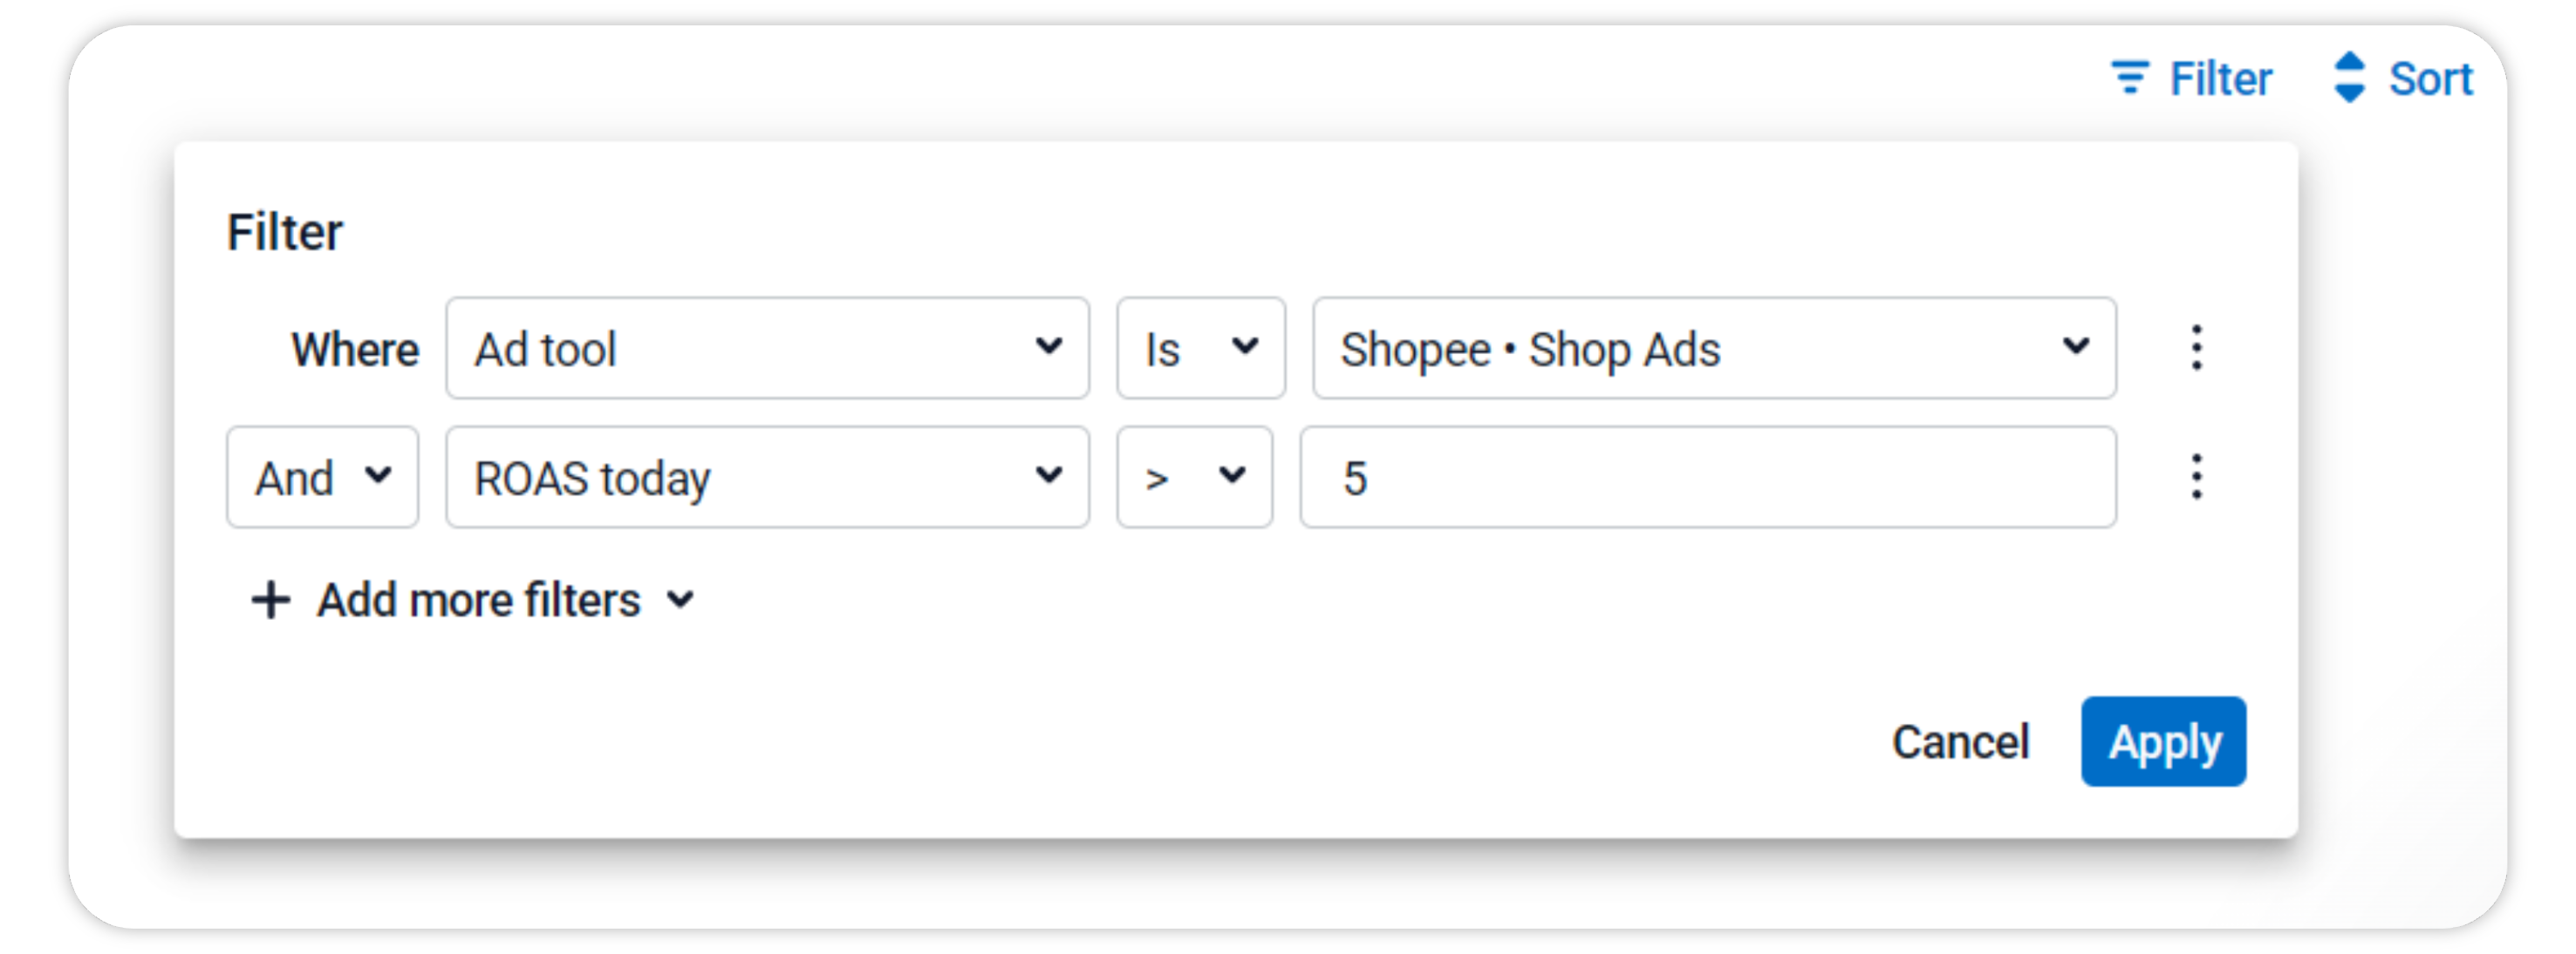 Filter Sort
Filter
Where Ad tool Is Shopee • Shop Ads
And ROAS today > 5
+ Add more filters
Cancel Apply